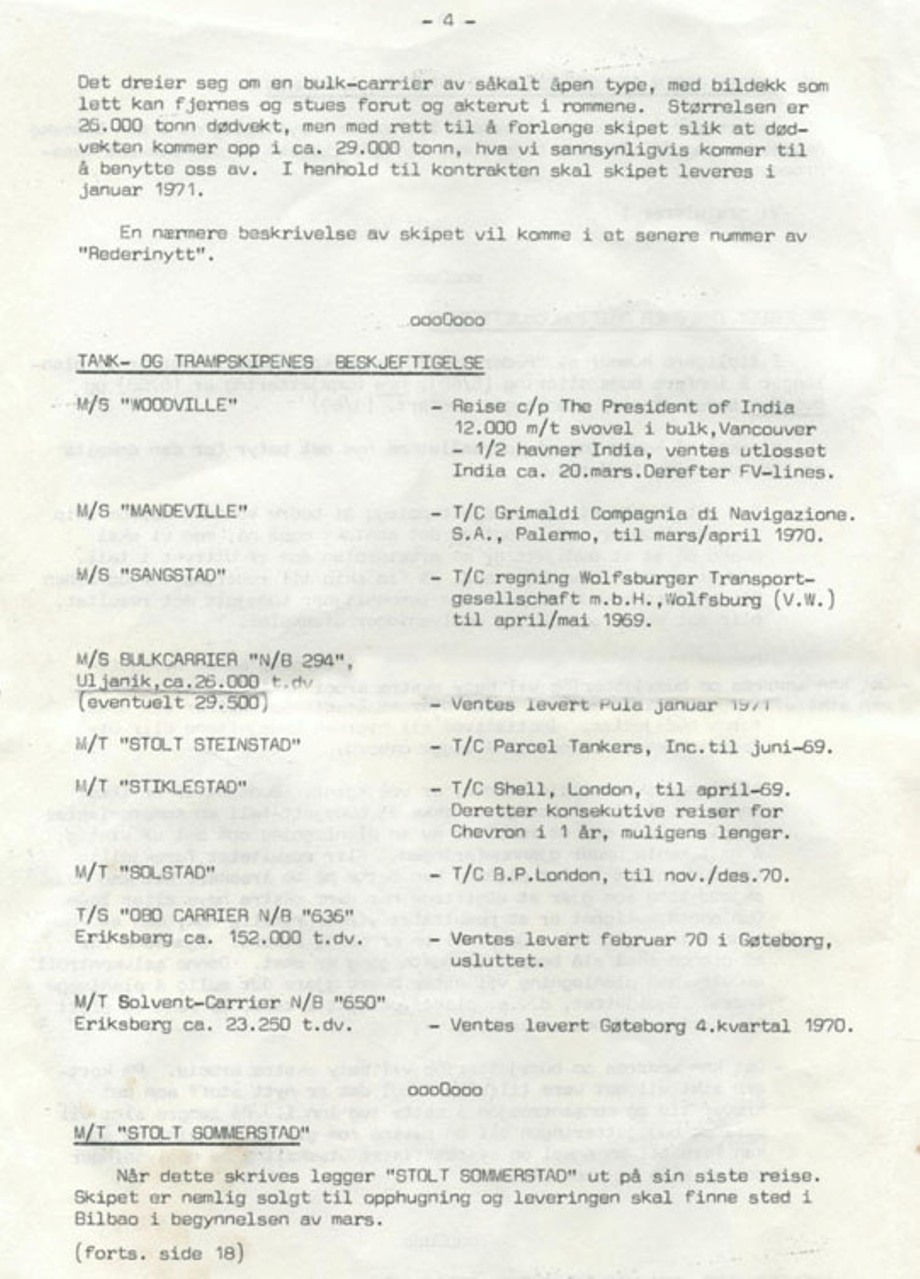 - 4 -
Det dreier seg om en bulk-carrier av såkalt åpen type, med bildekk som
lett kan fjernes og stues forut og akterut i rommene. Størrelsen er
26.000 tonn dødvekt, men med rett til å forlenge skipet slik at død-
vekten kommer opp i ca. 29.000 tonn, hva vi sannsynligvis kommer til
å benytte oss av. I henhold til kontrakten skal skipet leveres i
januar 1971.
En nærmere beskrivelse av skipet vil komme i et senere nummer av
"Rederinytt".
oooOooo
TANK- OG TRAMPSKIPENES BESKJEFTIGELSE
M/S "WOODVILLE" - Reise c/p The President of India
12.000 m/t svovel i bulk,Vancouver
- 1/2 havner India, ventes utlosset
India ca. 20.mars.Derefter FV-lines.
M/S "MANDEVILLE" - T/C Grimaldi Compagnia di Navigazione.
S.A., Palermo, til mars/april 1970.
M/S "SANGSTAD" - T/C regning Wolfsburger Transport-
gesellschaft m.b.H.,Wolfsburg (V.W.)
til april/mai 1969.
M/S BULKCARRIER "N/B 294",
Uljanik,ca.26.000 t.dv
(eventuelt 29.500) - Ventes levert Pula januar 1971
M/T "STOLT STEINSTAD" - T/C Parcel Tankers, Inc.til juni-69.
M/T "STIKLESTAD" - T/C Shell, London, til april-69.
Deretter konsekutive reiser for
Chevron i 1 år, muligens lenger.
M/T "SOLSTAD" - T/C B.P.London, til nov./des.70.
T/S "OBO CARRIER N/B "636"
Eriksberg ca. 152.000 t.dv. - Ventes levert februar 70 i Gøteborg,
usluttet.
M/T Solvent-Carrier N/B "650"
Eriksberg ca. 23.250 t.dv. - Ventes levert Gøteborg 4.kvartal 1970.
oooOooo
M/T "STOLT SOMMERSTAD"
Når dette skrives legger "STOLT SOMMERSTAD" ut på sin siste reise.
Skipet er nemlig solgt til opphugning og leveringen skal finne sted i
Bilbao i begynnelsen av mars.
(forts. side 18)